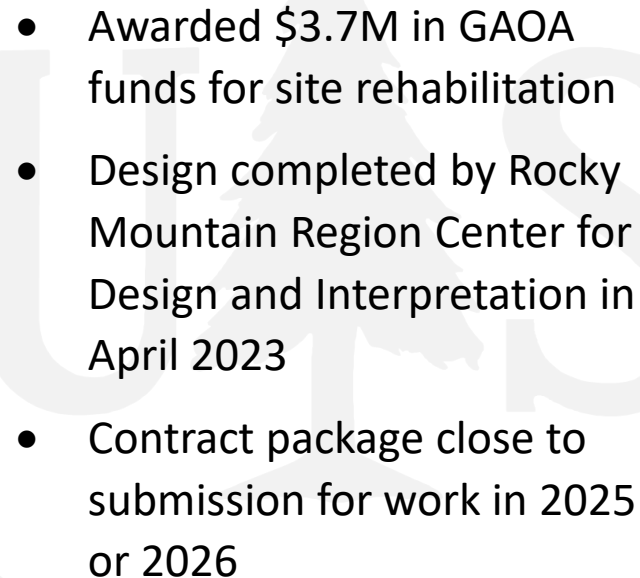 • Awarded $3.7M in GAOA
funds for site rehabilitation
• Design completed by Rocky
Mountain Region Center for
Design and Interpretation in
April 2023
• Contract package close to
submission for work in 2025
or 2026